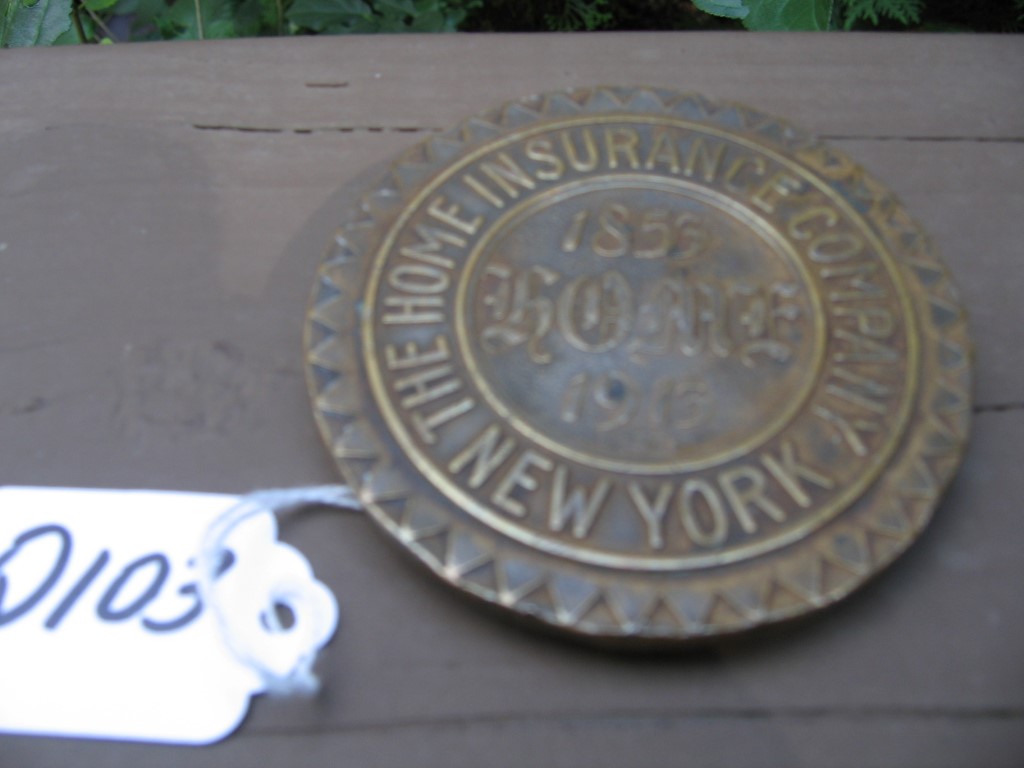 THE HOME INSURANCE COMPANY
NEW YORK
1853
HOME
1913
D103